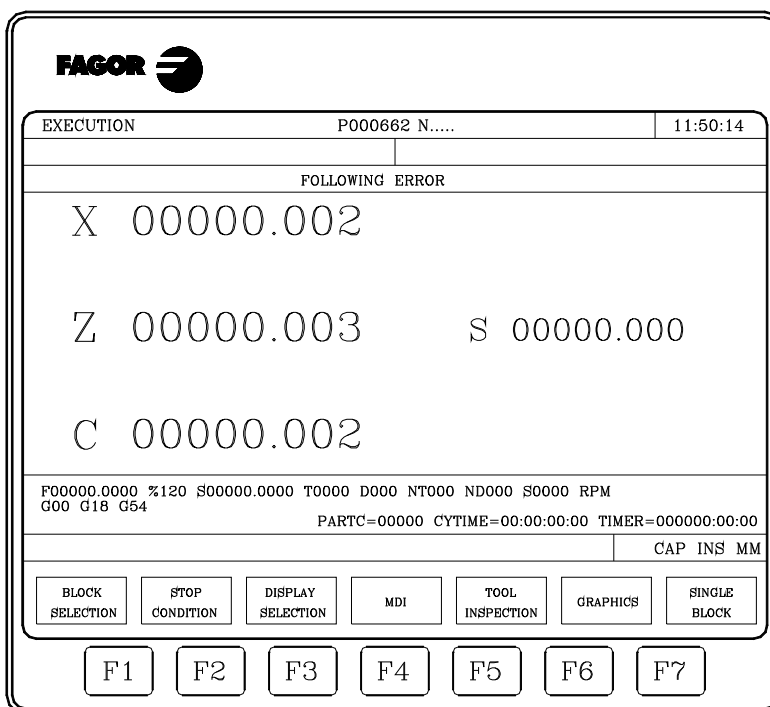 FAGOR
EXECUTION P000662 N..... 11:50:14
FOLLOWING ERROR
X 00000.002
Z 00000.003 S 00000.000
C 00000.002
F00000.0000 %120 S00000.0000 T0000 D000 NT000 ND000 S0000 RPM
G00 G18 G54
PARTC=00000 CYTIME=00:00:00:00 TIMER=000000:00:00
CAP INS MM
BLOCK SELECTION
STOP CONDITION
DISPLAY SELECTION
MDI
TOOL INSPECTION
GRAPHICS
SINGLE BLOCK
F1 F2 F3 F4 F5 F6 F7